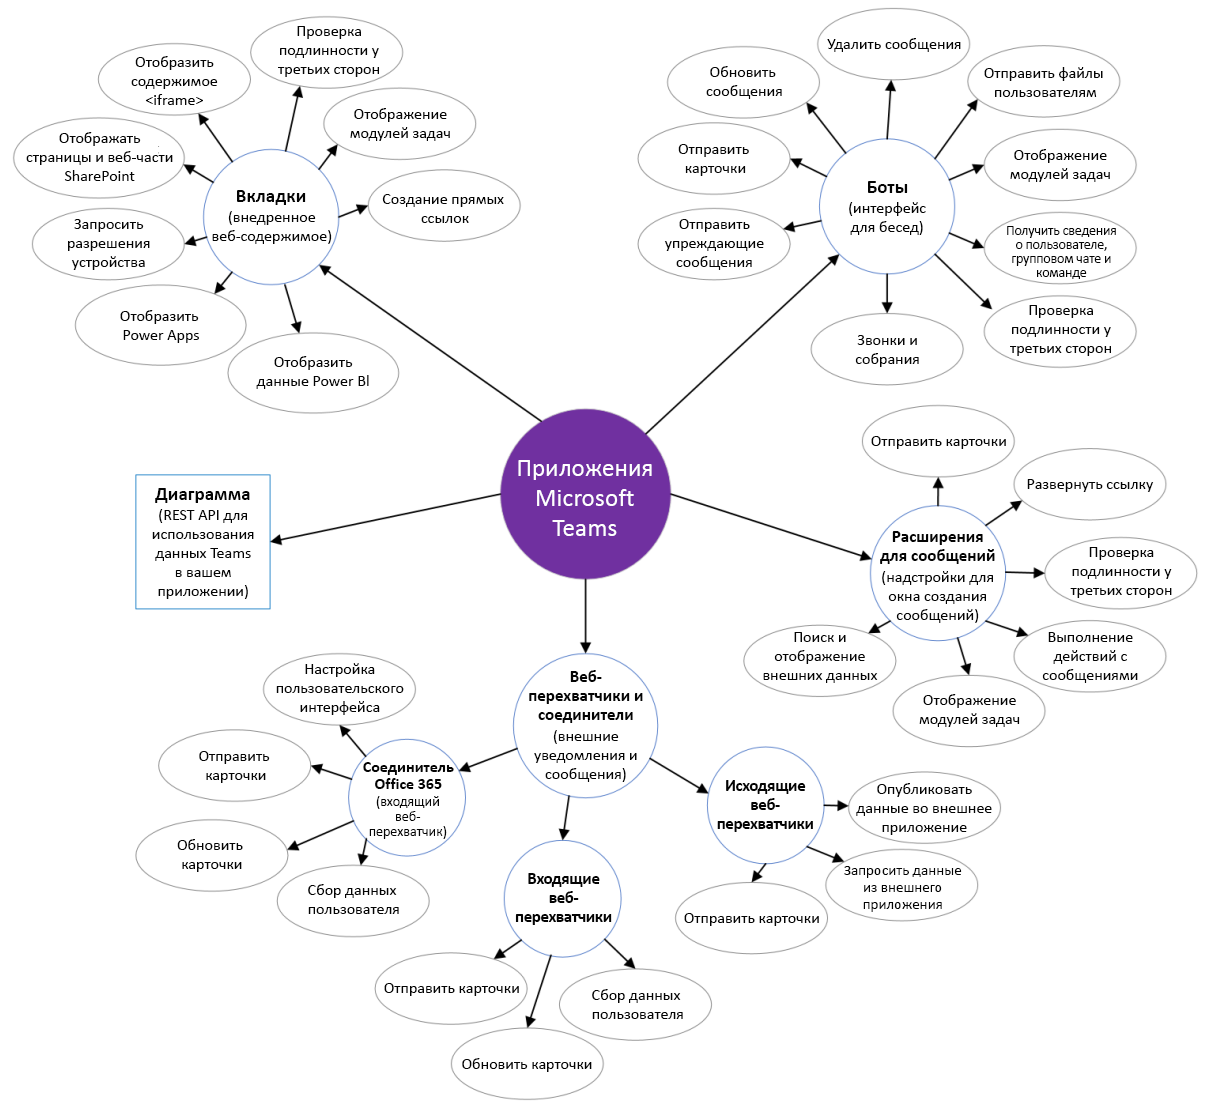 Проверка
подлинности у
третьих сторон
Отобразить
содержимое
<iframe>
Отображение
модулей задач
Отображать
страницы и веб-части
SharePoint
Вкладки
(внедренное
веб-содержимое)
Создание прямых
ссылок
Запросить
разрешения
устройства
Отобразить
Power Apps
Отобразить
данные Power Bl
Удалить сообщения
Обновить
сообщения
Отправить файлы
пользователям
Отправить
карточки
Отображение
модулей задач
Боты
(интерфейс
для бесед)
Отправить
упреждающие
сообщения
Получить сведения
о пользователе,
групповом чате и
команде
Звонки и
собрания
Проверка
подлинности у
третьих сторон
Приложения
Microsoft
Teams
Диаграмма
(REST API для
использования
данных Teams
в вашем
приложении)
Отправить карточки
Развернуть ссылку
Расширения
для сообщений
(надстройки для
окна создания
сообщений)
Проверка
подлинности у
третьих сторон
Поиск и
отображение
внешних данных
Выполнение
действий с
сообщениями
Отображение
модулей задач
Веб-
перехватчики и
соединители
(внешние
уведомления и
сообщения)
Настройка
пользовательского
интерфейса
Отправить
карточки
Соединитель
Office 365
(входящий
веб-
перехватчик)
Обновить
карточки
Сбор данных
пользователя
Исходящие
веб-
перехватчики
Опубликовать
данные во внешнее
приложение
Запросить данные
из внешнего
приложения
Отправить карточки
Входящие
веб-
перехватчики
Отправить карточки
Сбор данных
пользователя
Обновить карточки